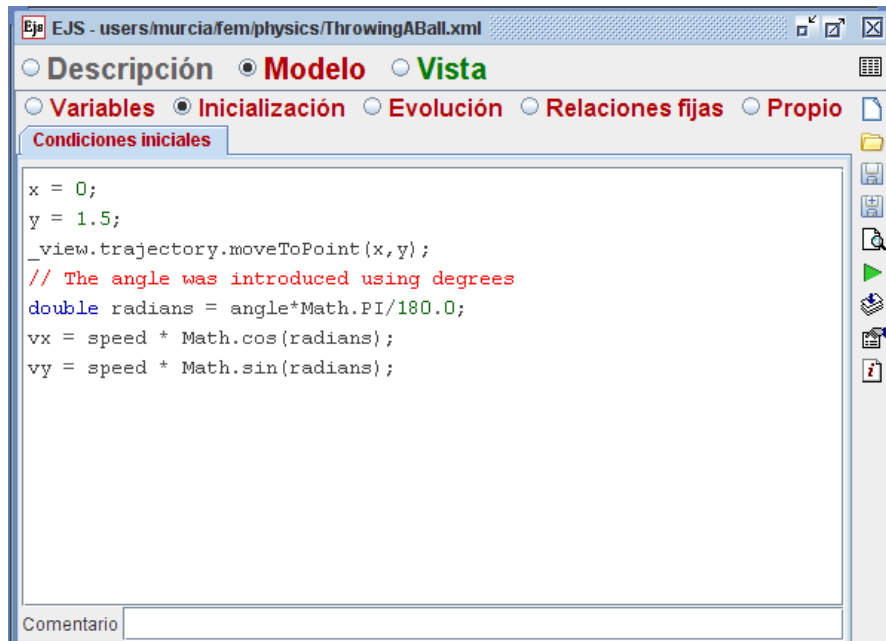 Ejs EJS - users/murcia/fem/physics/ThrowingABall.xml
Descripción Modelo Vista
Variables Inicialización Evolución Relaciones fijas Propio
Condiciones iniciales
x = 0;
y = 1.5;
_view.trajectory.moveToPoint(x,y);
// The angle was introduced using degrees
double radians = angle*Math.PI/180.0;
vx = speed * Math.cos(radians);
vy = speed * Math.sin(radians);
Comentario